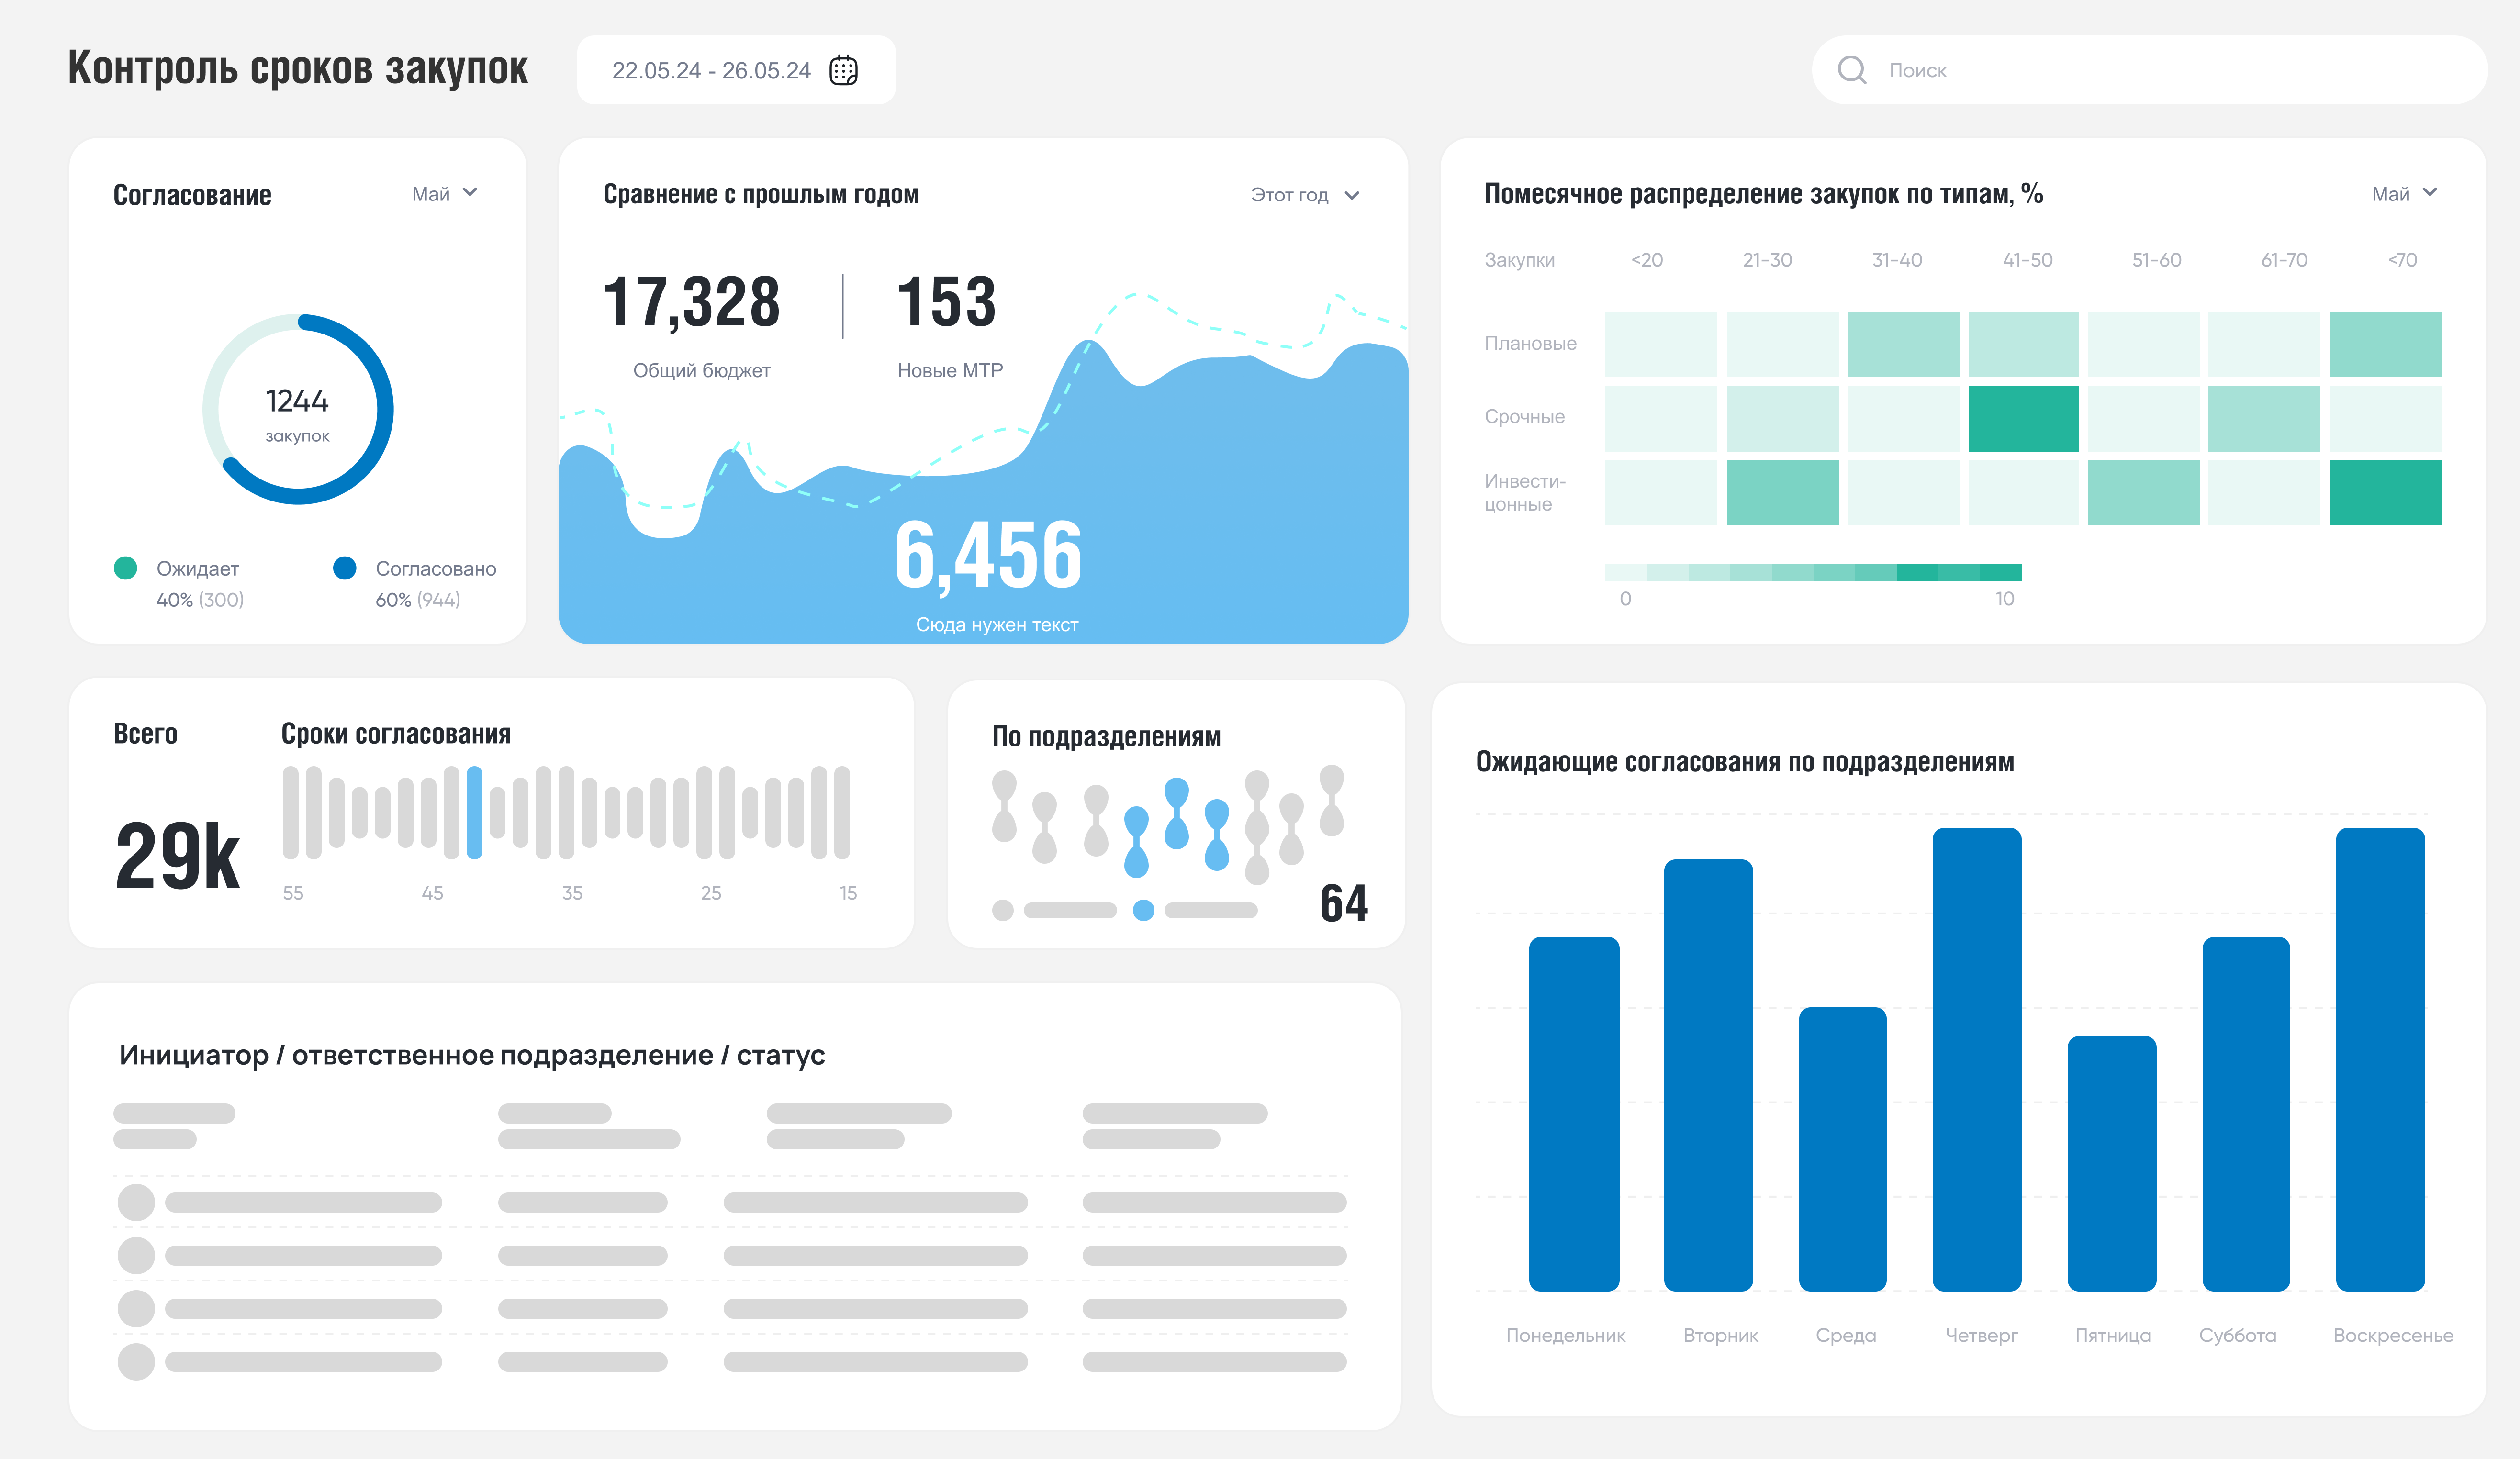 Контроль сроков закупок
22.05.24 - 26.05.24
Поиск
Согласование
Май
1244
закупок
Ожидает
40% (300)
Согласовано
60% (944)
Сравнение с прошлым годом
Этот год
17,328
Общий бюджет
153
Новые МТР
6,456
Сюда нужен текст
Помесячное распределение закупок по типам, %
Май
Закупки <20 21-30 31-40 41-50 51-60 61-70 <70
Плановые
Срочные
Инвести-
цонные
0 10
Всего
29k
Сроки согласования
55 45 35 25 15
По подразделениям
64
Ожидающие согласования по подразделениям
Понедельник Вторник Среда Четверг Пятница Суббота Воскресенье
Инициатор / ответственное подразделение / статус